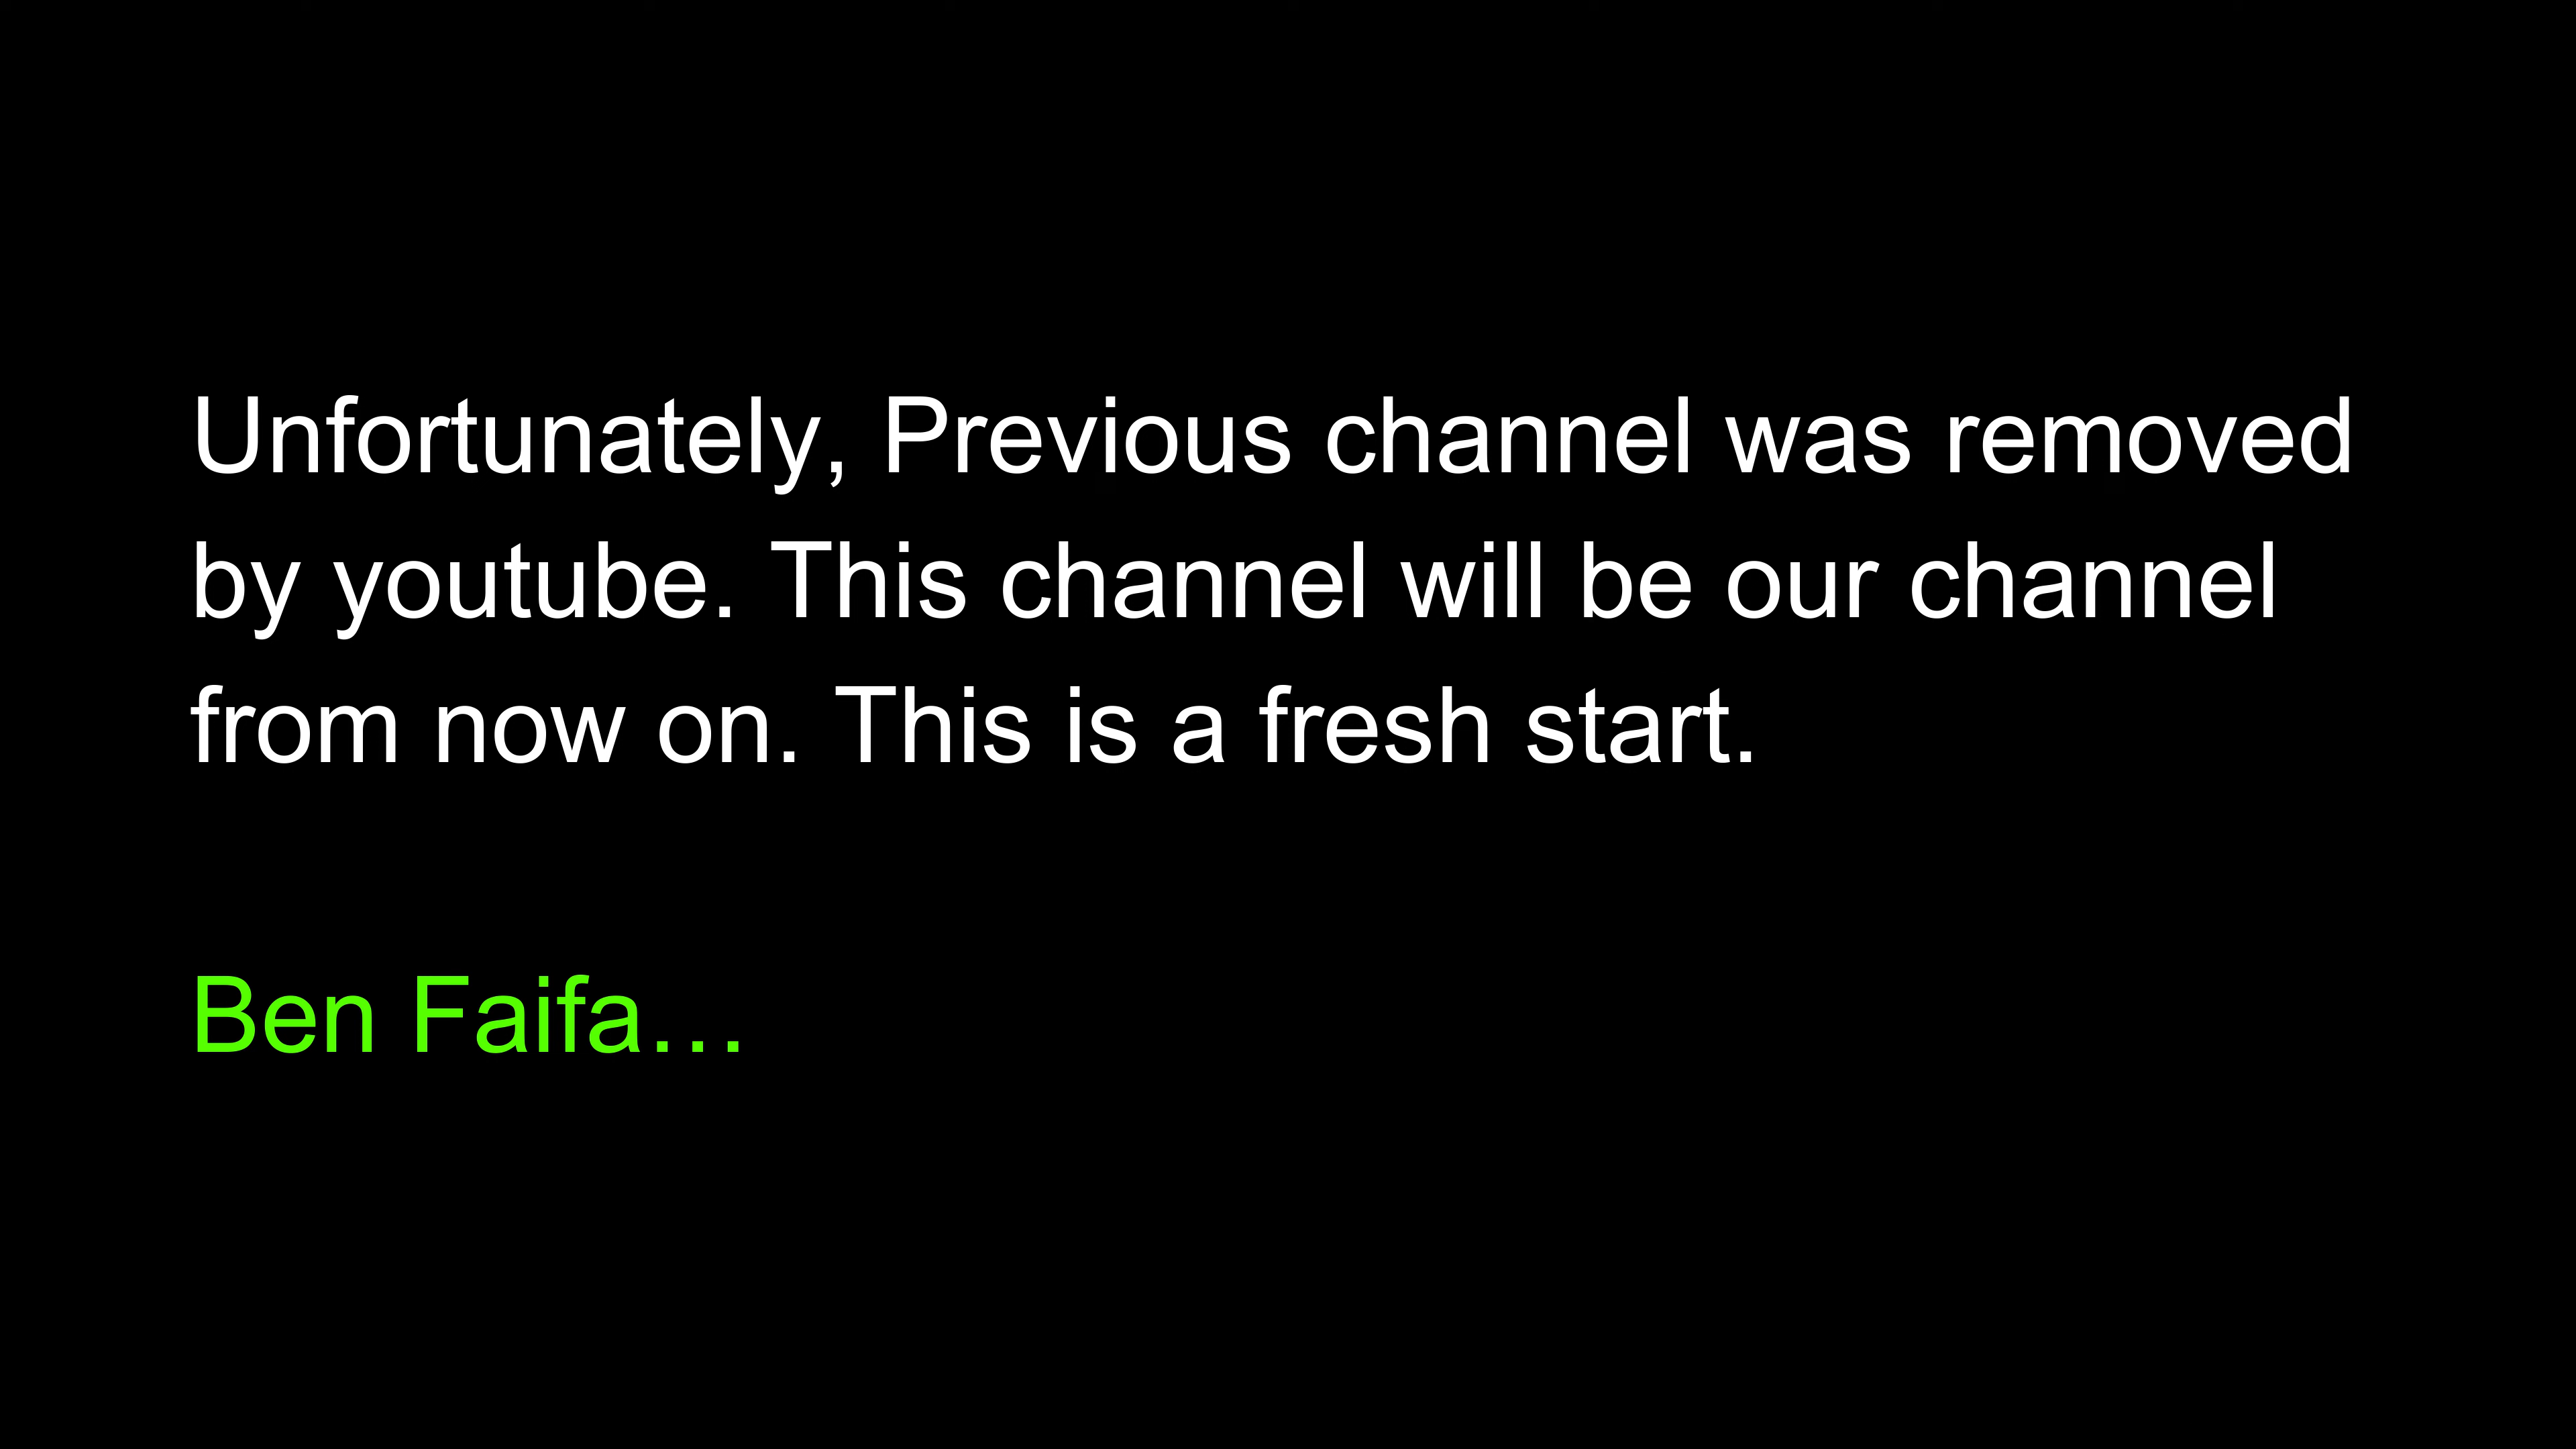 Unfortunately, Previous channel was removed
by youtube. This channel will be our channel
from now on. This is a fresh start.
Ben Faifa…